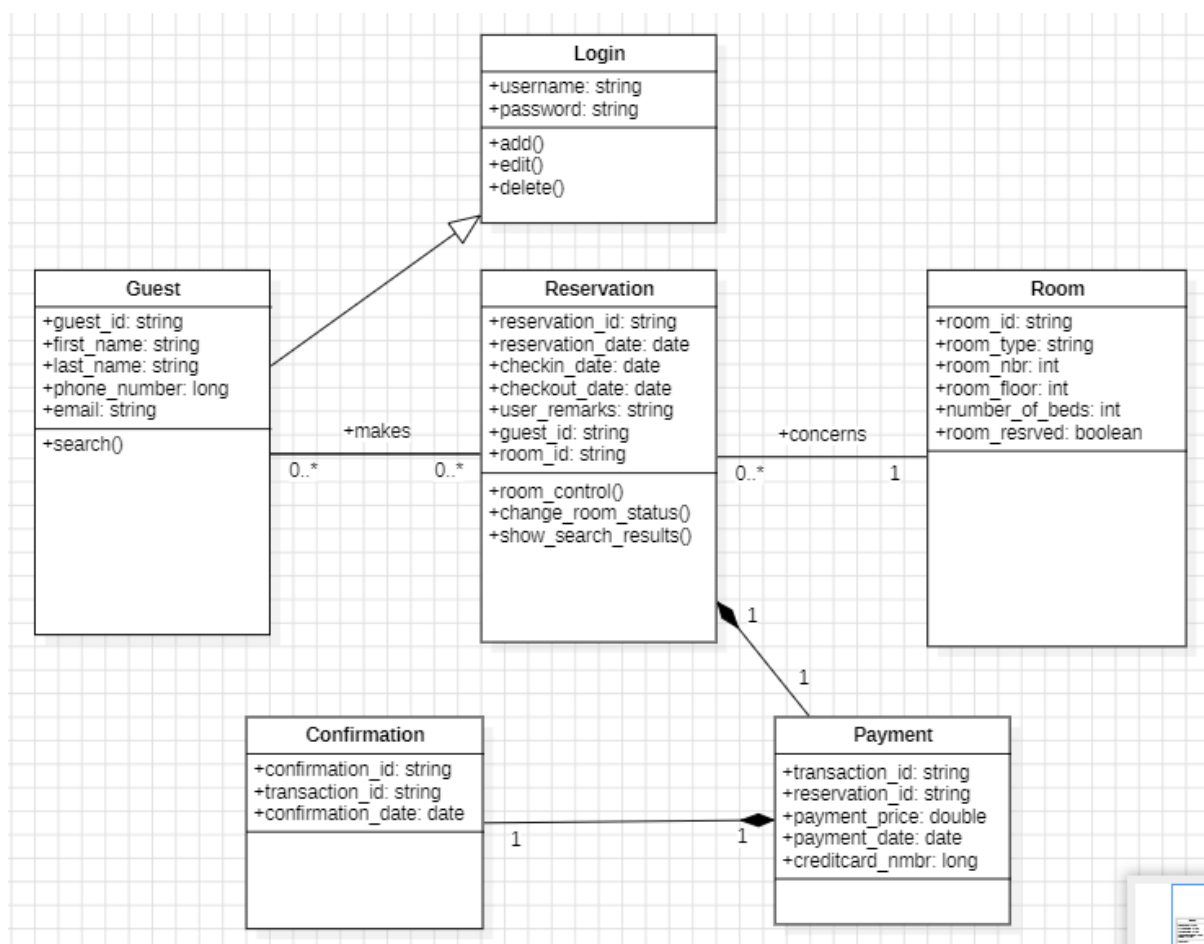 Login
+username: string
+password: string
+add()
+edit()
+delete()
Guest
+guest_id: string
+first_name: string
+last_name: string
+phone_number: long
+email: string
+search()
+makes
0..*
0..*
Reservation
+reservation_id: string
+reservation_date: date
+checkin_date: date
+checkout_date: date
+user_remarks: string
+guest_id: string
+room_id: string
+room_control()
+change_room_status()
+show_search_results()
+concerns
0..*
1
Room
+room_id: string
+room_type: string
+room_nbr: int
+room_floor: int
+number_of_beds: int
+room_resrved: boolean
1
1
Confirmation
+confirmation_id: string
+transaction_id: string
+confirmation_date: date
1
1
Payment
+transaction_id: string
+reservation_id: string
+payment_price: double
+payment_date: date
+creditcard_nmbr: long